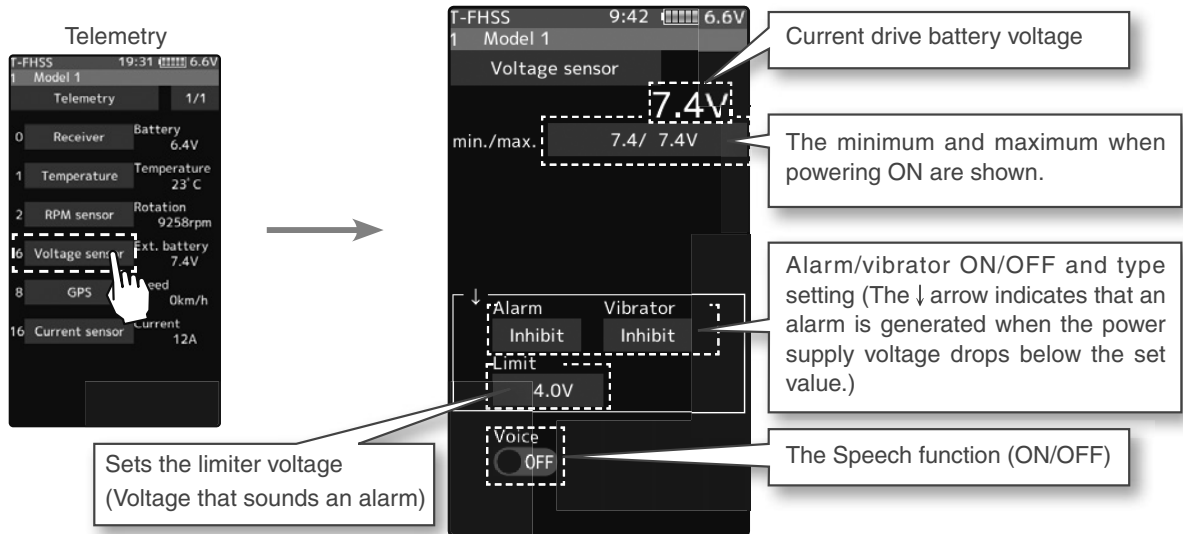 Telemetry
T-FHSS 19:31 6.6V
1 Model 1
Telemetry 1/1
0 Receiver Battery
6.4V
1 Temperature Temperature
23°C
2 RPM sensor Rotation
9258rpm
6 Voltage sensor Ext. battery
7.4V
8 GPS eed
0km/h
16 Current sensor Current
12A
T-FHSS 9:42 6.6V
1 Model 1
Voltage sensor
7.4V
min./max. 7.4/ 7.4V
↓
Alarm Vibrator
Inhibit Inhibit
Limit
4.0V
Voice
OFF
Current drive battery voltage
The minimum and maximum when
powering ON are shown.
Alarm/vibrator ON/OFF and type
setting (The ↓ arrow indicates that an
alarm is generated when the power
supply voltage drops below the set
value.)
The Speech function (ON/OFF)
Sets the limiter voltage
(Voltage that sounds an alarm)